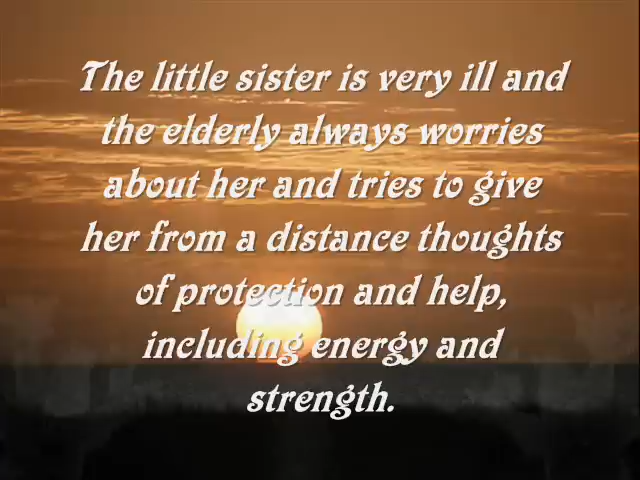 The little sister is very ill and
the elderly always worries
about her and tries to give
her from a distance thoughts
of protection and help,
including energy and
strength.